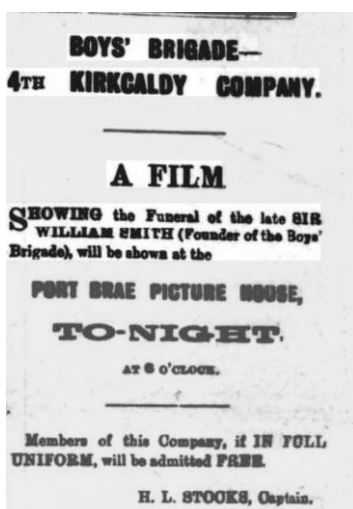 BOYS' BRIGADE—
4TH KIRKCALDY COMPANY.
A FILM
SHOWING the Funeral of the late SIR
WILLIAM SMITH (Founder of the Boys'
Brigade), will be shown at the
PORT BRAE PICTURE HOUSE,
TO-NIGHT,
AT 6 O'CLOCK.
Members of this Company, if IN FULL
UNIFORM, will be admitted FREE.
H. L. STOCKS, Captain.